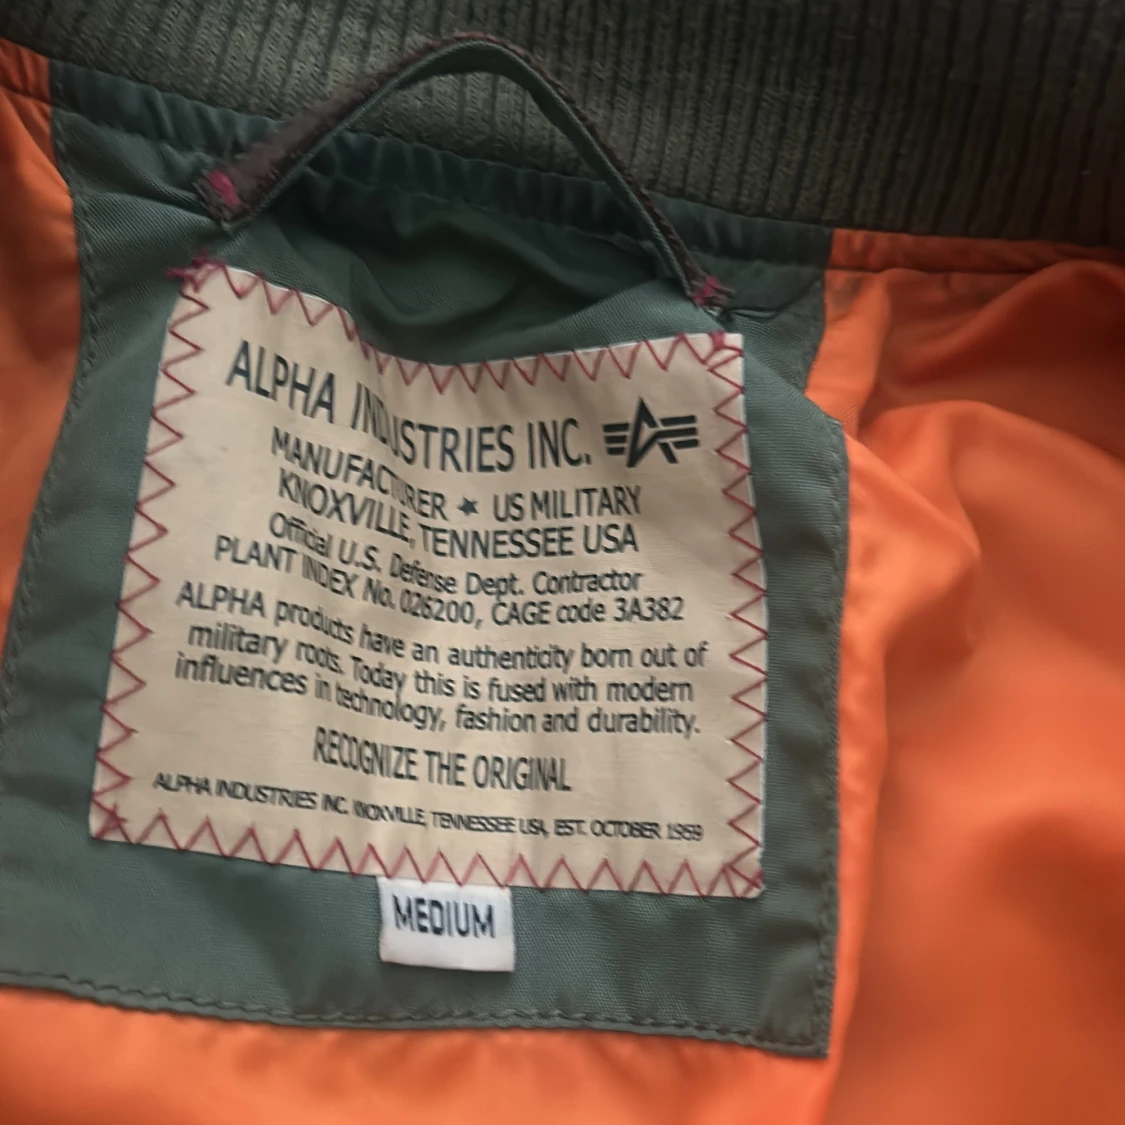 ALPHA INDUSTRIES INC.
MANUFACTURER ★ US MILITARY
KNOXVILLE, TENNESSEE USA
Official U.S. Defense Dept. Contractor
PLANT INDEX No. 026200, CAGE code 3A382
ALPHA products have an authenticity born out of
military roots. Today this is fused with modern
influences in technology, fashion and durability.
RECOGNIZE THE ORIGINAL
ALPHA INDUSTRIES INC. KNOXVILLE, TENNESSEE USA, EST. OCTOBER 1959
MEDIUM